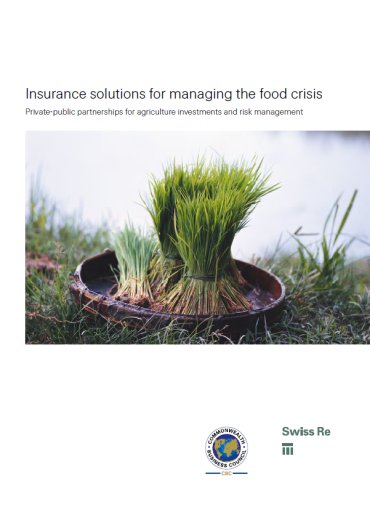 Insurance solutions for managing the food crisis
Private-public partnerships for agriculture investments and risk management
COMMONWEALTH
BUSINESS COUNCIL
CBC
Swiss Re